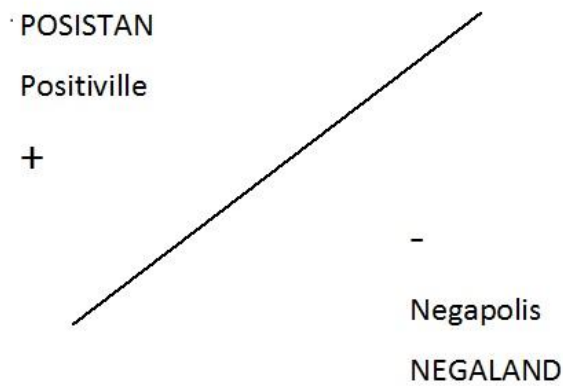 POSISTAN
Positiville
+
-
Negapolis
NEGALAND